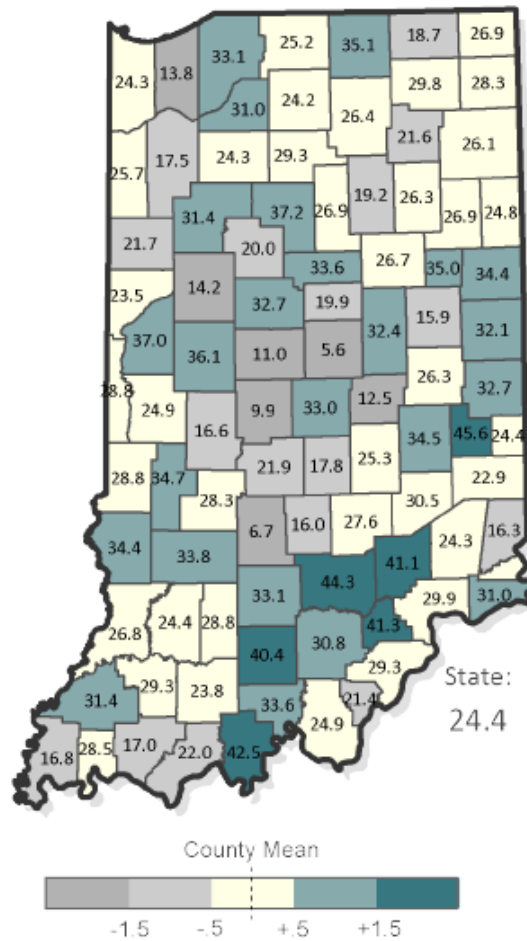 25.2 35.1 18.7 26.9
24.3 13.8 33.1
31.0 24.2 26.4 29.8 28.3
21.6 26.1
25.7 17.5 24.3 29.3
19.2 26.3
26.9 26.9 24.8
31.4 37.2
21.7 20.0
33.6 26.7 35.0 34.4
23.5 14.2 32.7 19.9
32.4 15.9 32.1
37.0 36.1 11.0 5.6
28.8 24.9 26.3 32.7
16.6 9.9 33.0 12.5
34.5 45.6 24.4
28.8 34.7 21.9 17.8 25.3 22.9
28.3 30.5
34.4 33.8 6.7 16.0 27.6 24.3 16.3
44.3 41.1
26.8 24.4 28.8 33.1 29.9 31.0
41.3
40.4 30.8 29.3
31.4 29.3 23.8 33.6 24.9 21.4
16.8 28.5 17.0 22.0 42.5
State:
24.4
County Mean
-1.5 -.5 +.5 +1.5